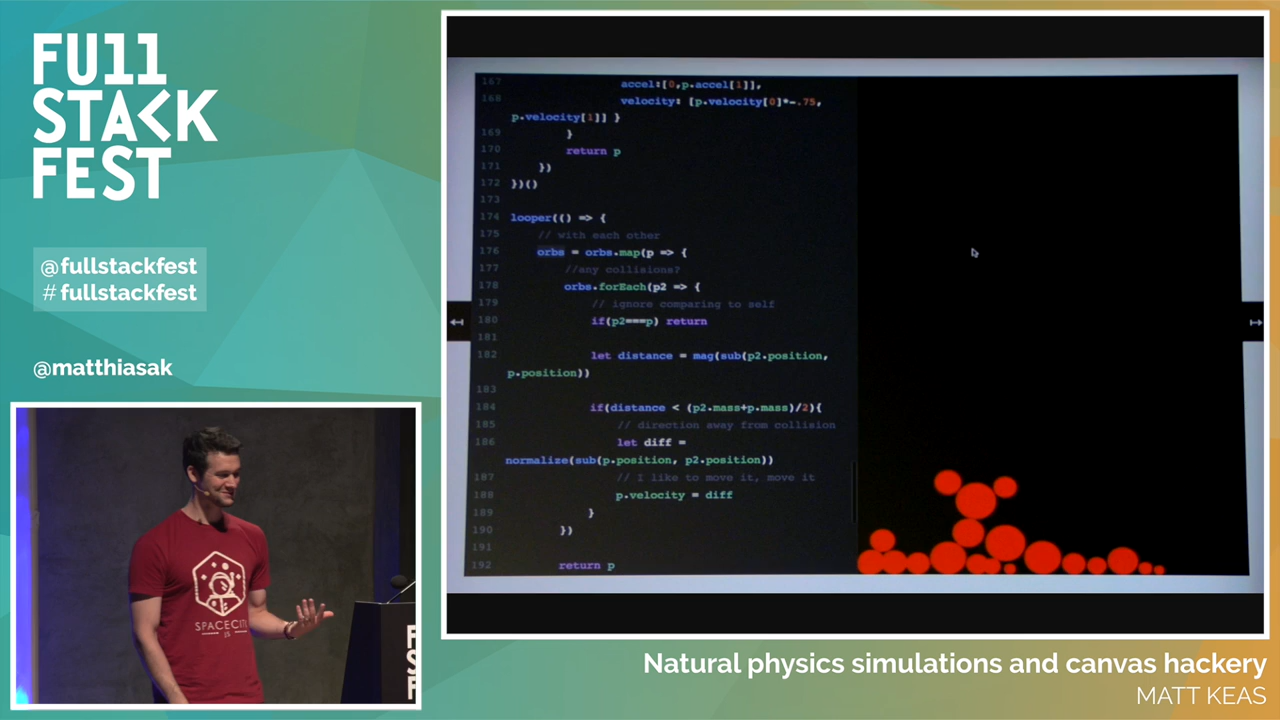 FU11
STACK
FEST
@fullstackfest
# fullstackfest
@matthiasak
167 accel:[0,p.accel[1]],
168 velocity: [p.velocity[0]*-.75,
p.velocity[1]] }
169 }
170 return p
171 })
172 })()
173
174 looper(() => {
175 // with each other
176 orbs = orbs.map(p => {
177 //any collisions?
178 orbs.forEach(p2 => {
179 // ignore comparing to self
180 if(p2===p) return
181
182 let distance = mag(sub(p2.position,
p.position))
183
184 if(distance < (p2.mass+p.mass)/2){
185 // direction away from collision
186 let diff =
normalize(sub(p.position, p2.position))
187 // I like to move it, move it
188 p.velocity = diff
189 }
190 })
191
192 return p
SPACECITY
JS
Natural physics simulations and canvas hackery
MATT KEAS